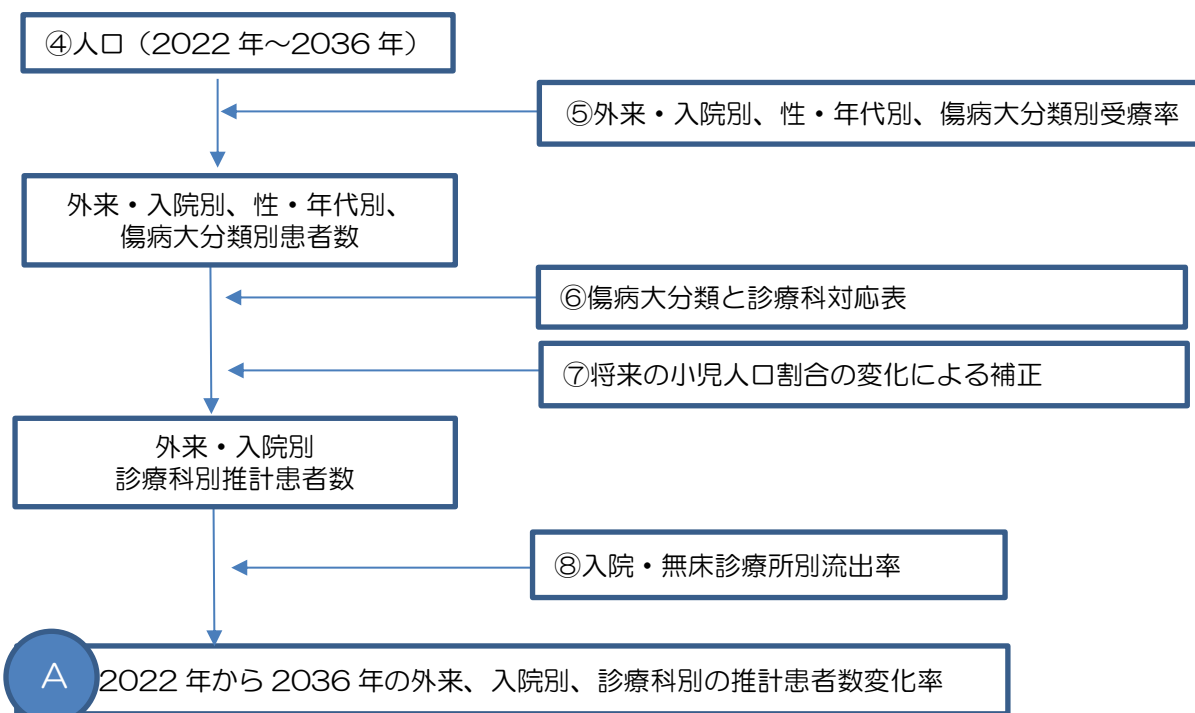 ④人口（2022 年～2036 年）
⑤外来・入院別、性・年代別、傷病大分類別受療率
外来・入院別、性・年代別、
傷病大分類別患者数
⑥傷病大分類と診療科対応表
⑦将来の小児人口割合の変化による補正
外来・入院別
診療科別推計患者数
⑧入院・無床診療所別流出率
A
2022 年から 2036 年の外来、入院別、診療科別の推計患者数変化率